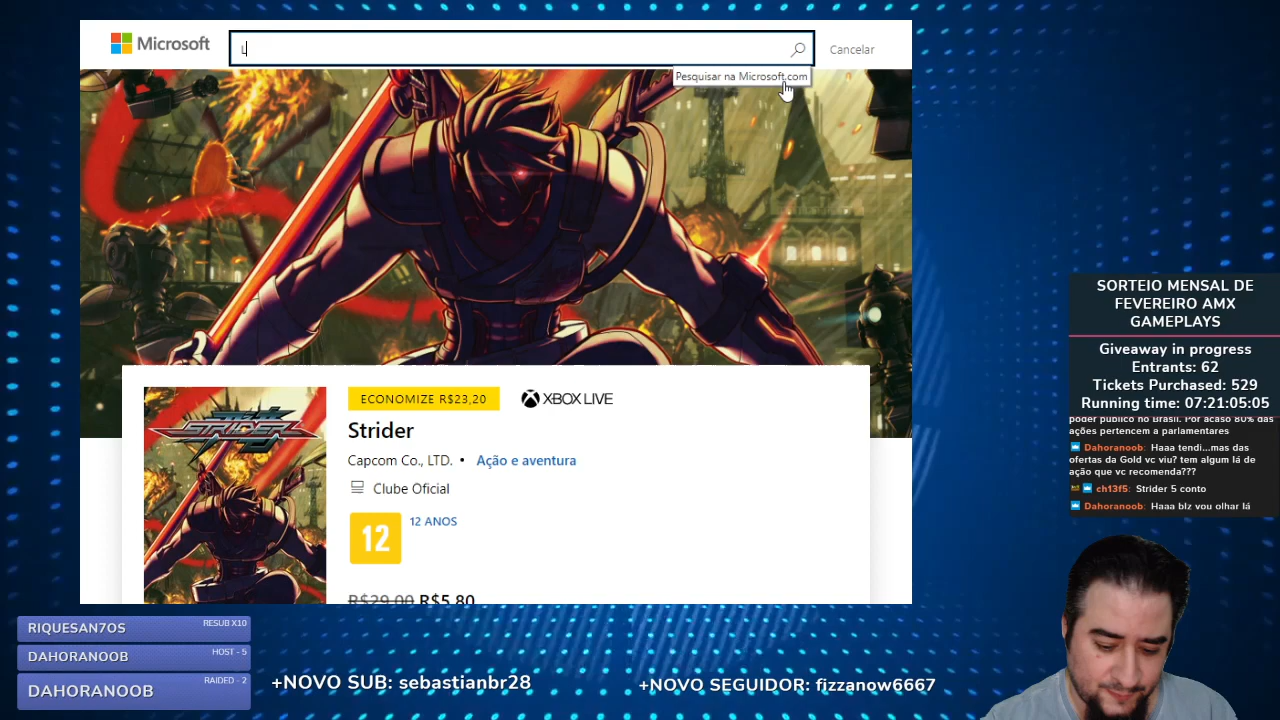 Microsoft
L
Cancelar
Pesquisar na Microsoft.com
STRIDER
ECONOMIZE R$23,20
XBOX LIVE
Strider
Capcom Co., LTD. • Ação e aventura
Clube Oficial
12
12 ANOS
R$29,00 R$5,80
SORTEIO MENSAL DE
FEVEREIRO AMX
GAMEPLAYS
Giveaway in progress
Entrants: 62
Tickets Purchased: 529
Running time: 07:21:05:05
poder publico no Brasil. Por acaso 80% das
ações pertencem a parlamentares
Dahoranoob: Haaa tendi...mas das
ofertas da Gold vc viu? tem algum lá de
ação que vc recomenda???
ch13f5: Strider 5 conto
Dahoranoob: Haaa blz vou olhar lá
RIQUESAN7OS RESUB X10
DAHORANOOB HOST - 5
DAHORANOOB RAIDED - 2
+NOVO SUB: sebastianbr28
+NOVO SEGUIDOR: fizzanow6667